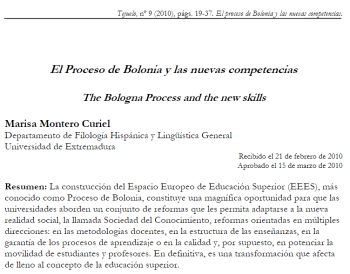 Tejuelo, nº 9 (2010), págs. 19-37. El proceso de Bolonia y las nuevas competencias.
El Proceso de Bolonia y las nuevas competencias
The Bologna Process and the new skills
Marisa Montero Curiel
Departamento de Filología Hispánica y Lingüística General
Universidad de Extremadura
Recibido el 21 de febrero de 2010
Aprobado el 15 de marzo de 2010
Resumen: La construcción del Espacio Europeo de Educación Superior (EEES), más
conocido como Proceso de Bolonia, constituye una magnífica oportunidad para que las
universidades aborden un conjunto de reformas que les permita adaptarse a la nueva
realidad social, la llamada Sociedad del Conocimiento, reformas orientadas en múltiples
direcciones: en las metodologías docentes, en la estructura de las enseñanzas, en la
garantía de los procesos de aprendizaje o en la calidad y, por supuesto, en potenciar la
movilidad de estudiantes y profesores. En definitiva, es una transformación que afecta
de lleno al concepto de la educación superior.